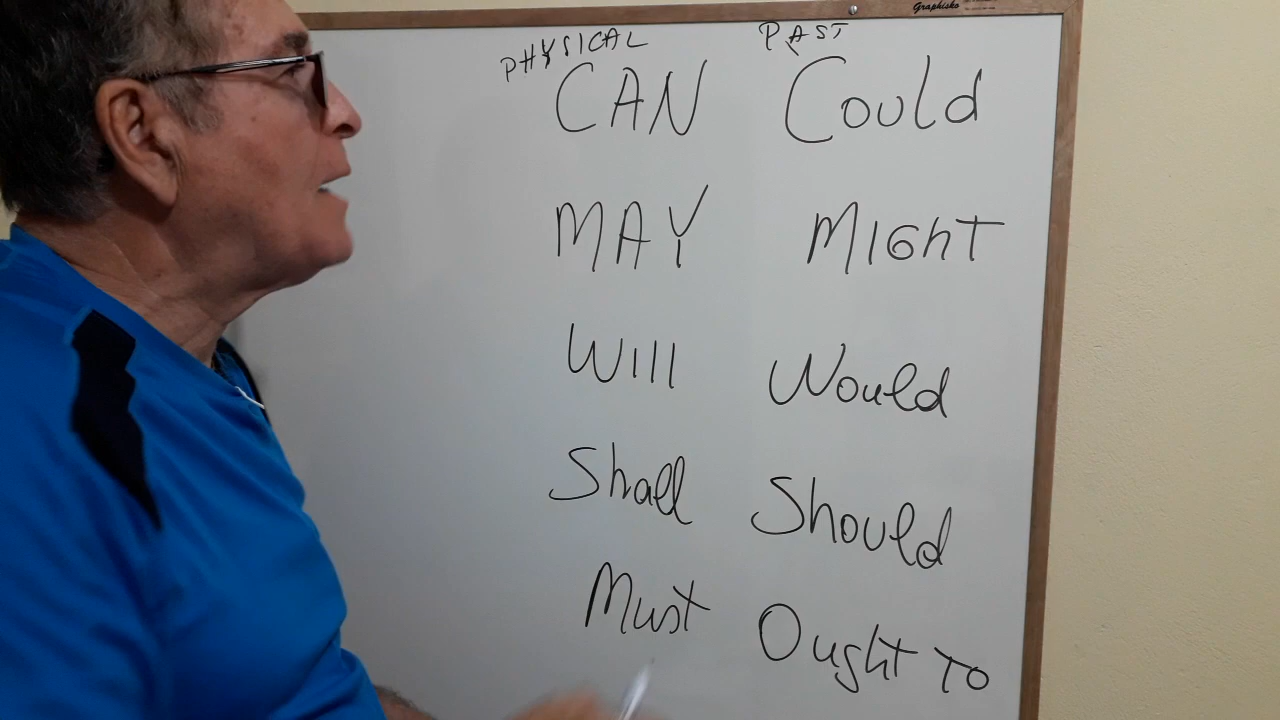 Graphisko
PHYSICAL PAST
CAN Could
MAY MIGhT
WIll Would
Shall Should
Must Ought To